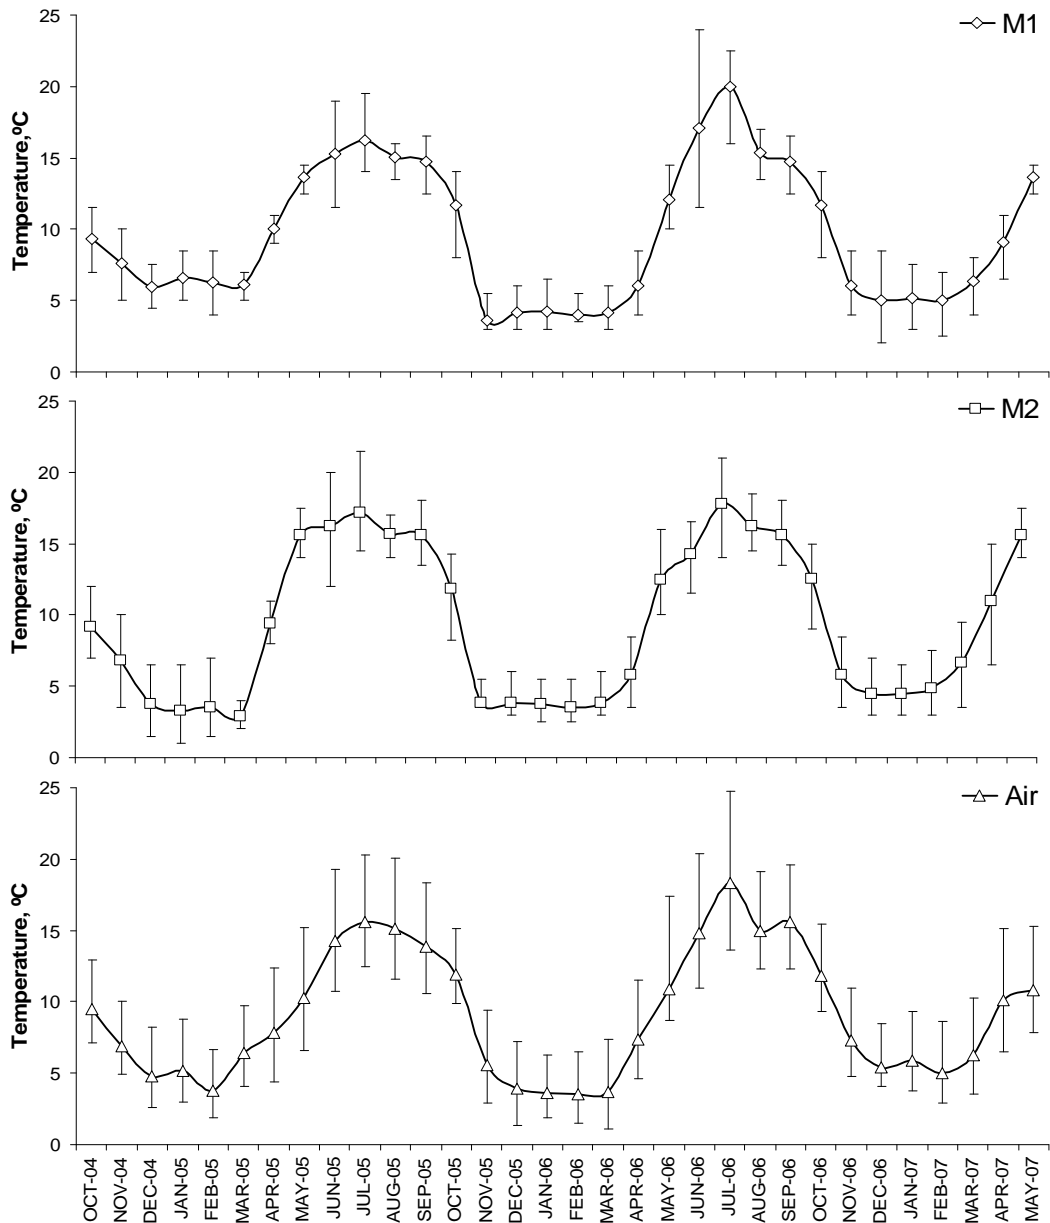 25
M1
20
15
10
5
0
Temperature,ºC
25
M2
20
15
10
5
0
Temperature, ºC
25
Air
20
15
10
5
0
Temperature, ºC
OCT-04
NOV-04
DEC-04
JAN-05
FEB-05
MAR-05
APR-05
MAY-05
JUN-05
JUL-05
AUG-05
SEP-05
OCT-05
NOV-05
DEC-05
JAN-06
FEB-06
MAR-06
APR-06
MAY-06
JUN-06
JUL-06
AUG-06
SEP-06
OCT-06
NOV-06
DEC-06
JAN-07
FEB-07
MAR-07
APR-07
MAY-07